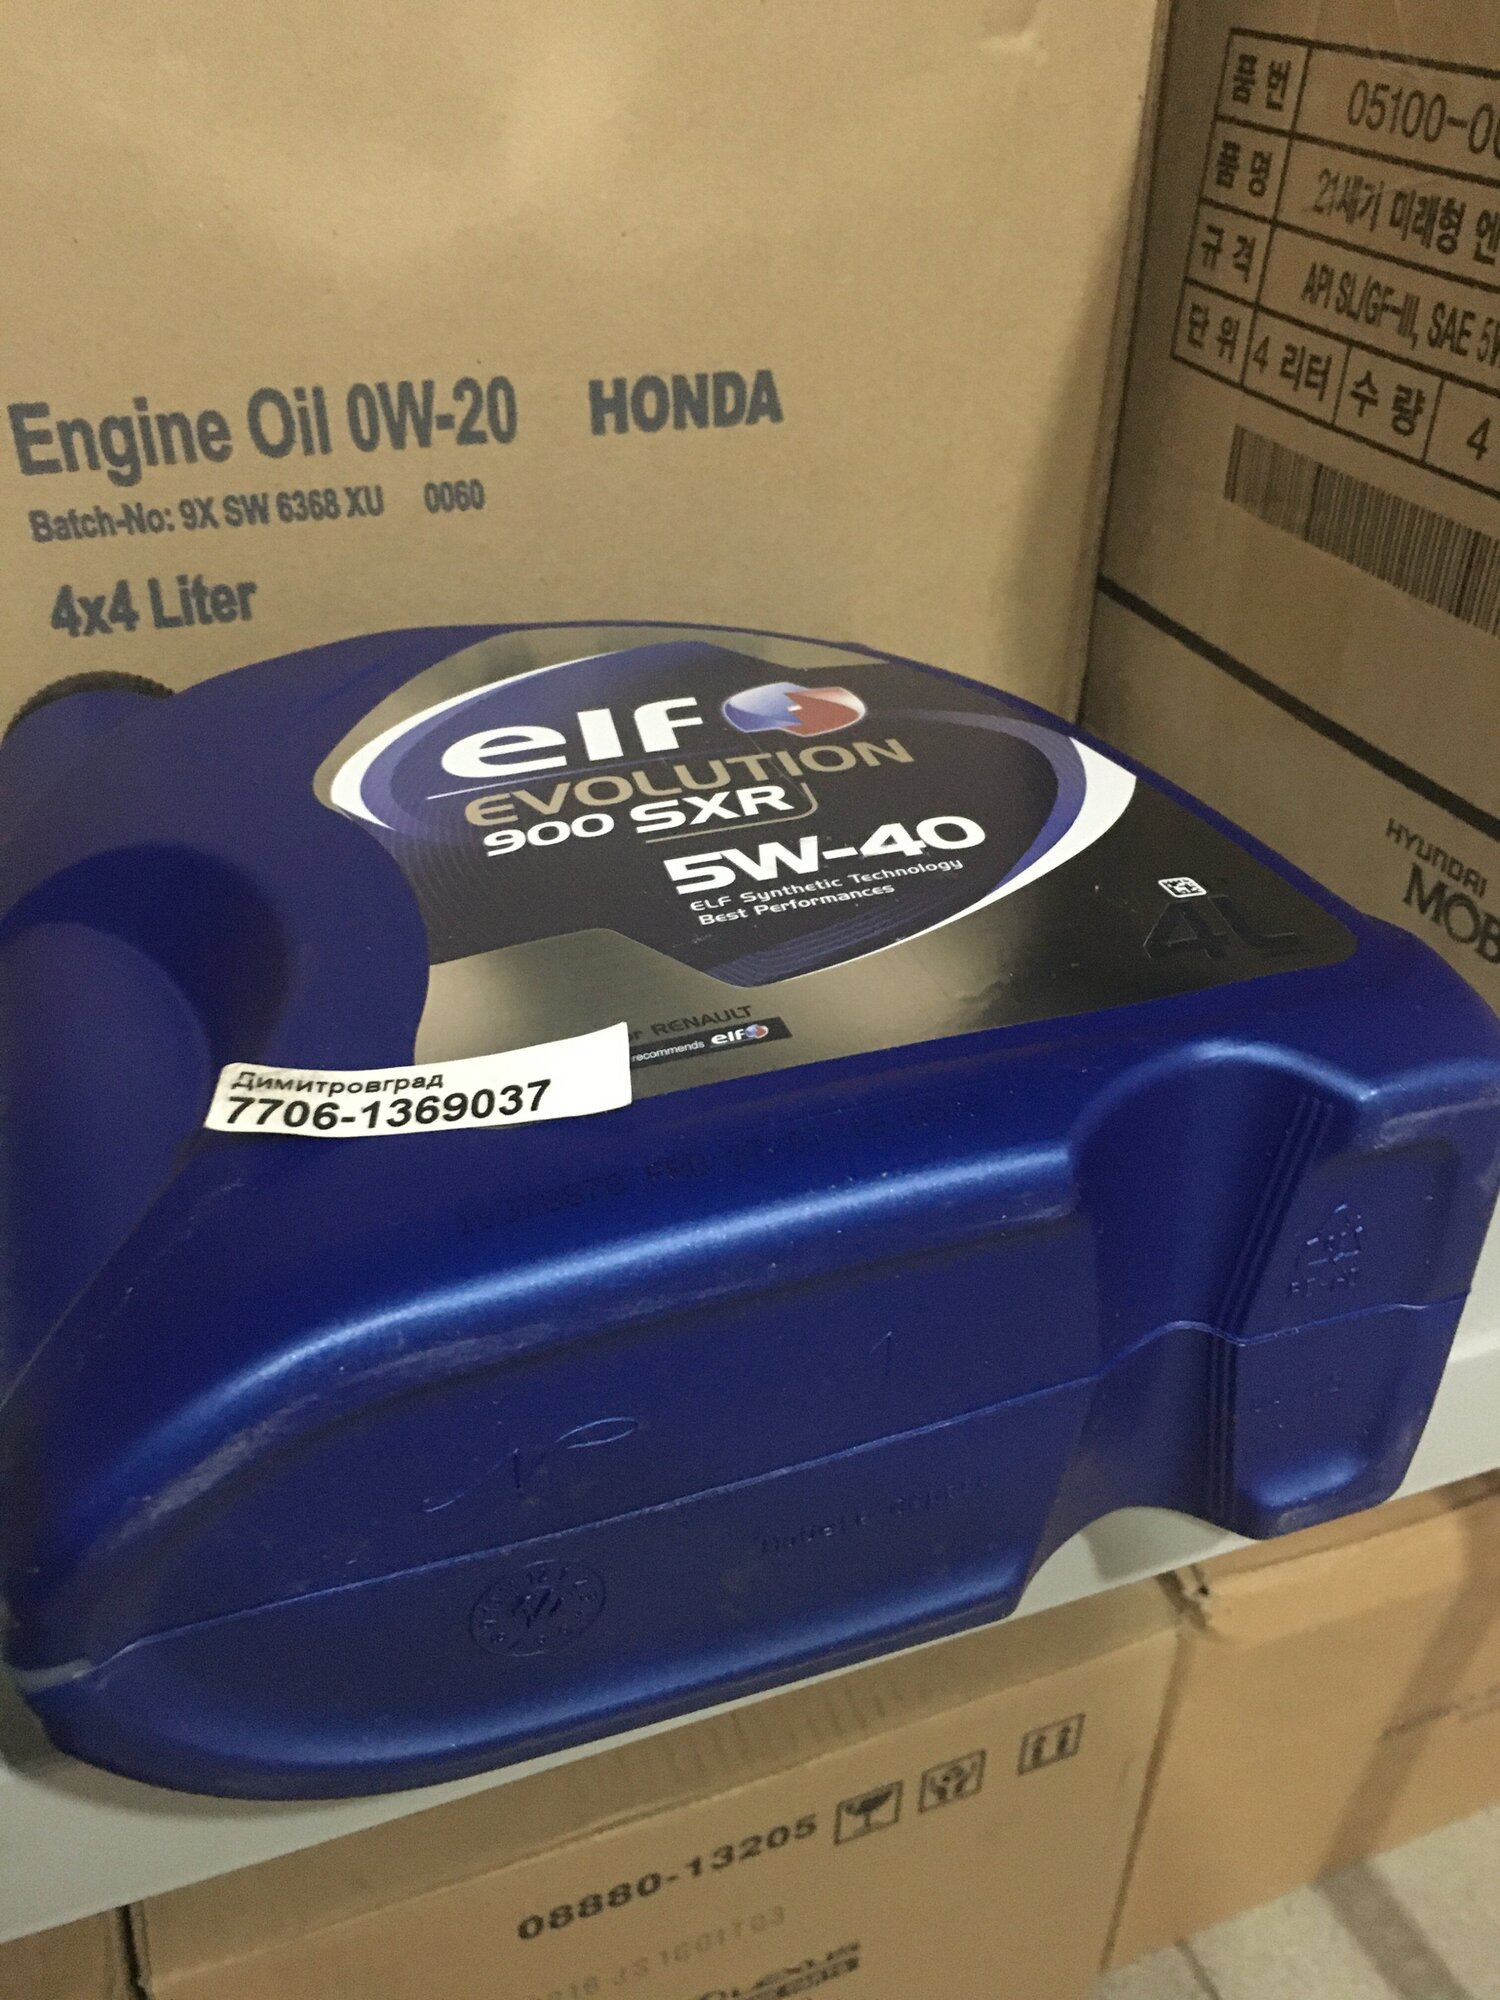 Engine Oil 0W-20 HONDA
Batch-No: 9X SW 6368 XU 0060
4x4 Liter
품 번 05100-00
품 명 21세기 미래형 엔
규 격 API SL/GF-III, SAE 5W
단 위 4 리터 수 량 4
HYUNDAI
MOB
elf
EVOLUTION
900 SXR
5W-40
ELF Synthetic Technology
Best Performances
4L
RENAULT
recommends elf
Димитровград
7706-1369037
08880-13205